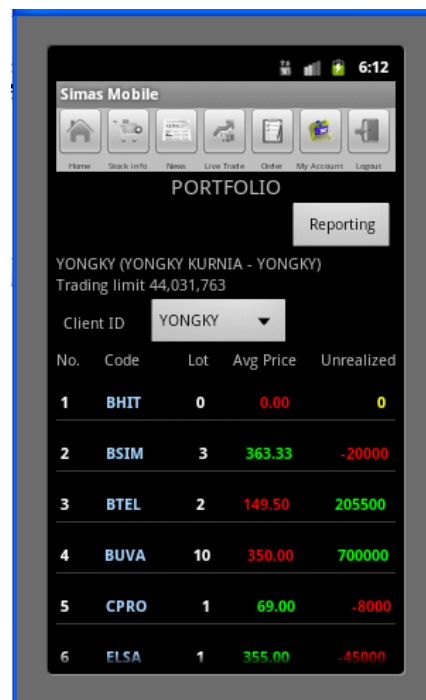 6:12
Simas Mobile
Home Stock Info News Live Trade Order My Account Logout
PORTFOLIO
Reporting
YONGKY (YONGKY KURNIA - YONGKY)
Trading limit 44,031,763
Client ID YONGKY
No. Code Lot Avg Price Unrealized
1 BHIT 0 0.00 0
2 BSIM 3 363.33 -20000
3 BTEL 2 149.50 205500
4 BUVA 10 350.00 700000
5 CPRO 1 69.00 -8000
6 ELSA 1 355.00 -45000